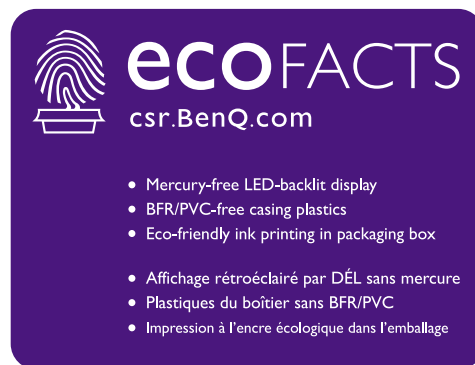 ecoFACTS
csr.BenQ.com
• Mercury-free LED-backlit display
• BFR/PVC-free casing plastics
• Eco-friendly ink printing in packaging box
• Affichage rétroéclairé par DÉL sans mercure
• Plastiques du boîtier sans BFR/PVC
• Impression à l'encre écologique dans l'emballage